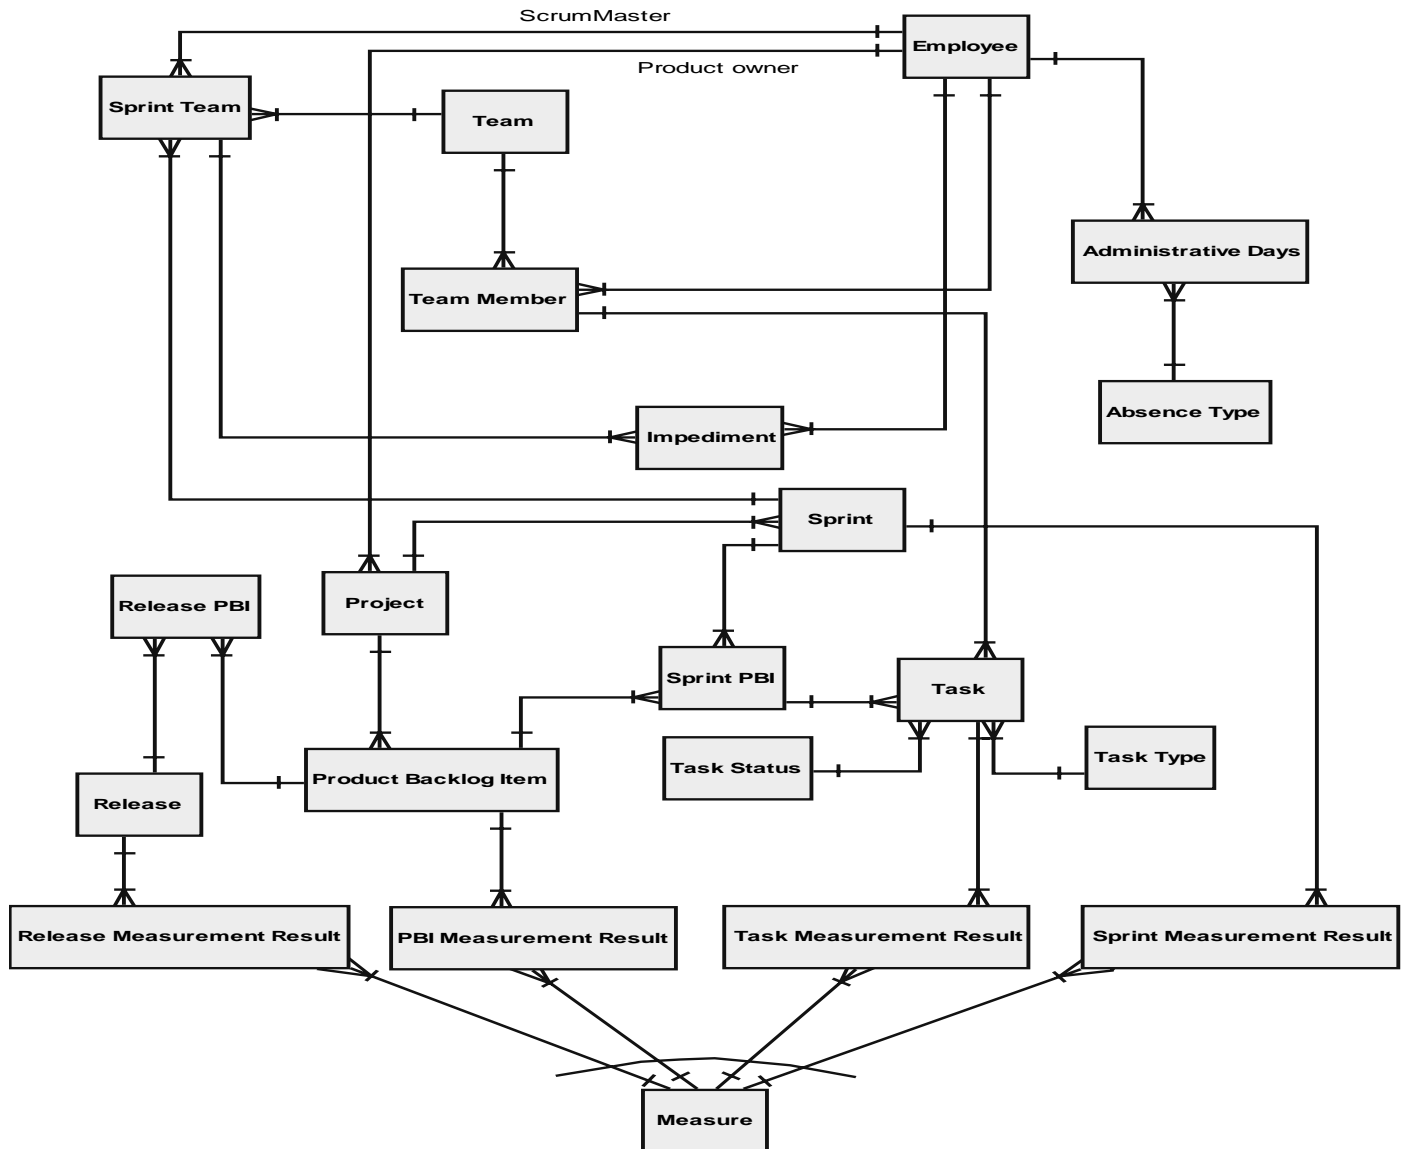 ScrumMaster
Employee
Product owner
Sprint Team
Team
Administrative Days
Team Member
Absence Type
Impediment
Sprint
Release PBI
Project
Sprint PBI
Task
Task Status
Task Type
Product Backlog Item
Release
Release Measurement Result
PBI Measurement Result
Task Measurement Result
Sprint Measurement Result
Measure